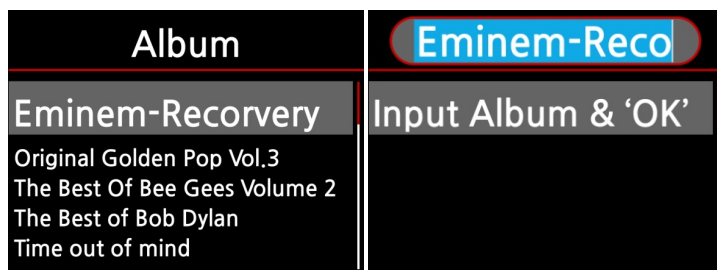 Album
Eminem-Recorvery
Original Golden Pop Vol.3
The Best Of Bee Gees Volume 2
The Best of Bob Dylan
Time out of mind
Eminem-Reco
Input Album & ‘OK’